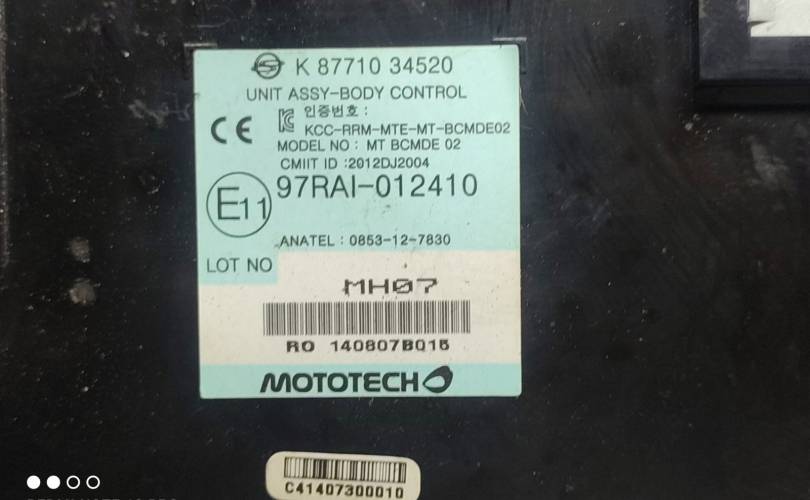 K 87710 34520
UNIT ASSY-BODY CONTROL
인증번호 :
KCC-RRM-MTE-MT-BCMDE02
CE
MODEL NO : MT BCMDE 02
CMIIT ID :2012DJ2004
E11
97RAI-012410
ANATEL : 0853-12-7830
LOT NO
MH07
RO 140807B015
MOTOTECH
C41407300010